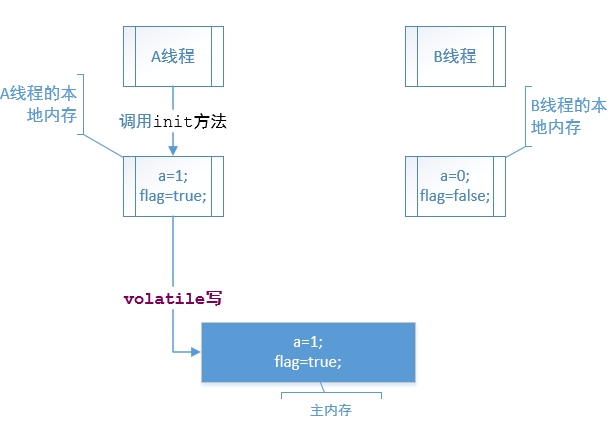 A线程
B线程
A线程的本
地内存
B线程的本
地内存
调用init方法
a=1;
flag=true;
a=0;
flag=false;
volatile写
a=1;
flag=true;
主内存